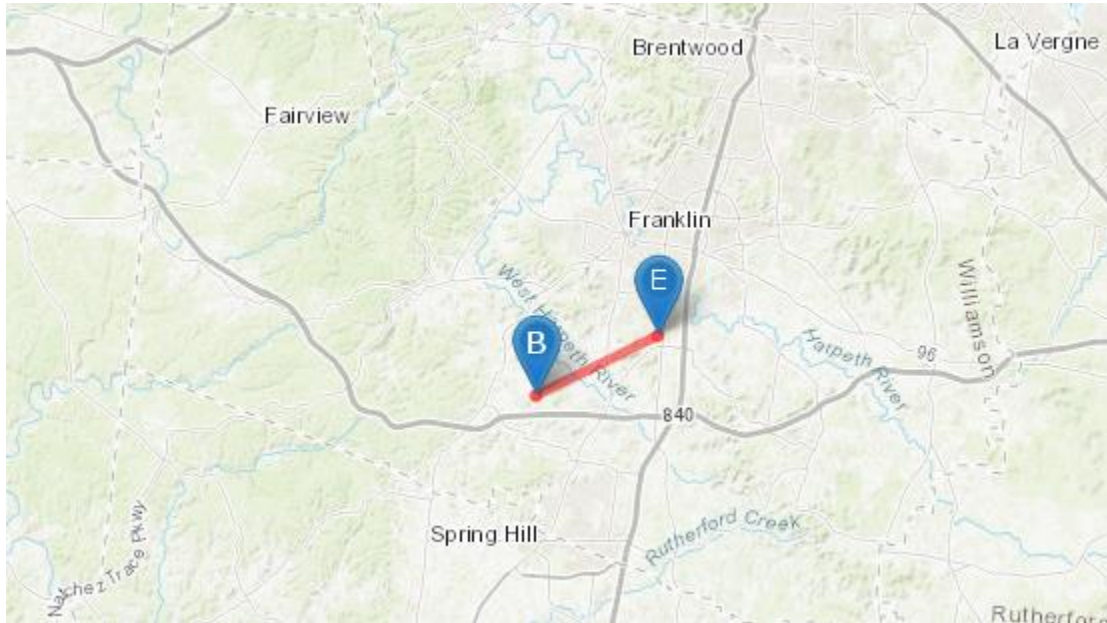 Brentwood
La Vergne
Fairview
Franklin
West Harpeth River
E
Williamson
B
Harpeth River
96
840
Spring Hill
Rutherford Creek
Natchez Trace Pkwy
Rutherford